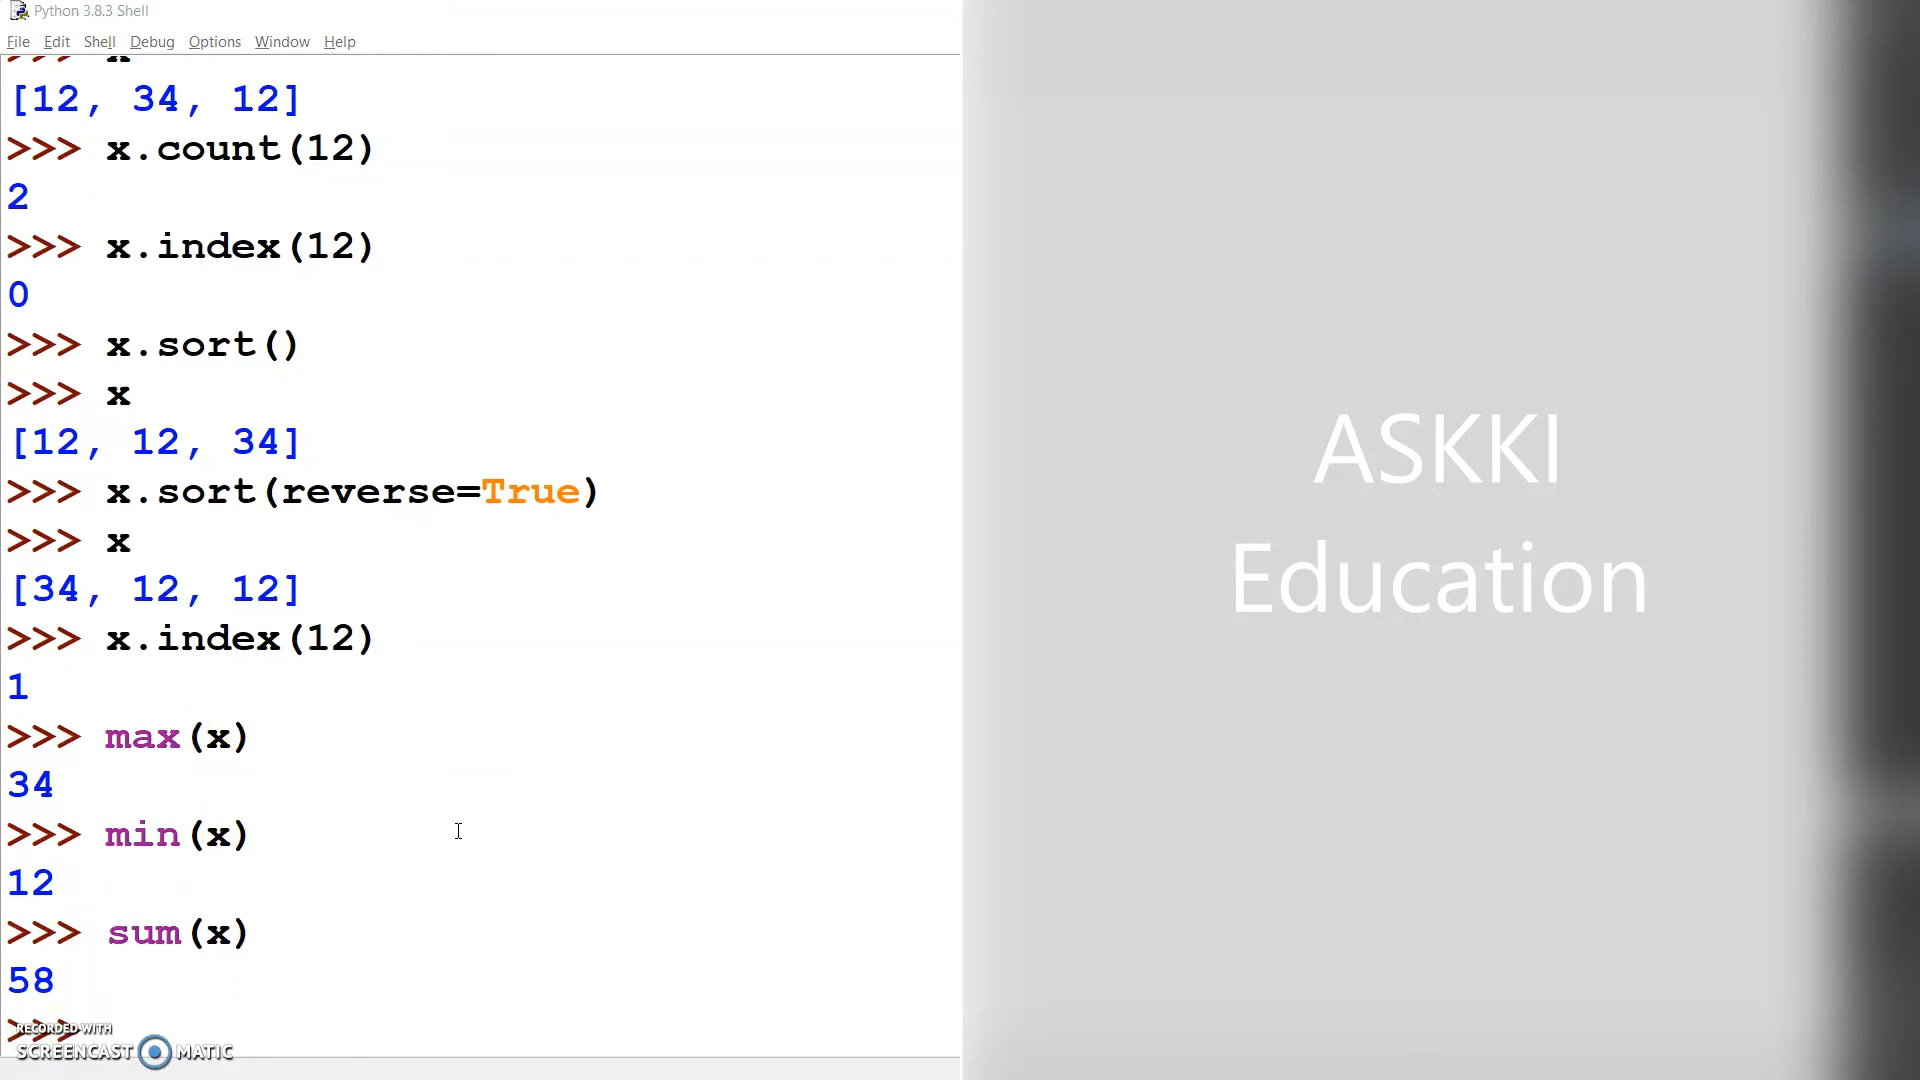 Python 3.8.3 Shell
File Edit Shell Debug Options Window Help
>>> x
[12, 34, 12]
>>> x.count(12)
2
>>> x.index(12)
0
>>> x.sort()
>>> x
[12, 12, 34]
>>> x.sort(reverse=True)
>>> x
[34, 12, 12]
>>> x.index(12)
1
>>> max(x)
34
>>> min(x)
12
>>> sum(x)
58
>>>
RECORDED WITH
SCREENCAST MATIC
ASKKI
Education